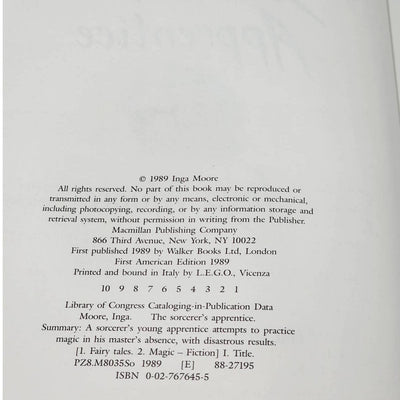 Apprentice
© 1989 Inga Moore
All rights reserved. No part of this book may be reproduced or
transmitted in any form or by any means, electronic or mechanical,
including photocopying, recording, or by any information storage and
retrieval system, without permission in writing from the Publisher.
Macmillan Publishing Company
866 Third Avenue, New York, NY 10022
First published 1989 by Walker Books Ltd, London
First American Edition 1989
Printed and bound in Italy by L.E.G.O., Vicenza
10 9 8 7 6 5 4 3 2 1
Library of Congress Cataloging-in-Publication Data
Moore, Inga. The sorcerer's apprentice.
Summary: A sorcerer's young apprentice attempts to practice
magic in his master's absence, with disastrous results.
[1. Fairy tales. 2. Magic – Fiction] I. Title.
PZ8.M8035So 1989 [E] 88-27195
ISBN 0-02-767645-5